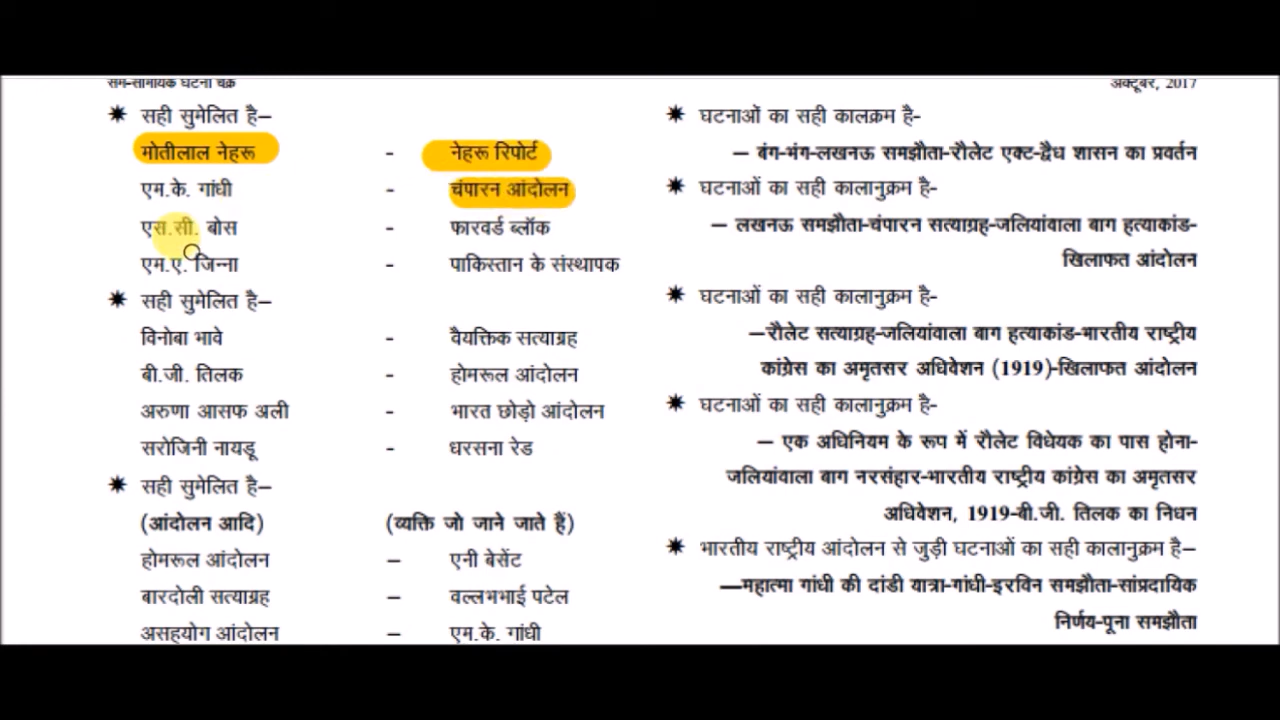 सम-सामयिक घटना चक्र
अक्टूबर, 2017
✷ सही सुमेलित है–
मोतीलाल नेहरू - नेहरू रिपोर्ट
एम.के. गांधी - चंपारन आंदोलन
एस.सी. बोस - फारवर्ड ब्लॉक
एम.ए. जिन्ना - पाकिस्तान के संस्थापक
✷ सही सुमेलित है–
विनोबा भावे - वैयक्तिक सत्याग्रह
बी.जी. तिलक - होमरूल आंदोलन
अरुणा आसफ अली - भारत छोड़ो आंदोलन
सरोजिनी नायडू - धरसना रेड
✷ सही सुमेलित है–
(आंदोलन आदि) (व्यक्ति जो जाने जाते हैं)
होमरूल आंदोलन – एनी बेसेंट
बारदोली सत्याग्रह – वल्लभभाई पटेल
असहयोग आंदोलन – एम.के. गांधी
✷ घटनाओं का सही कालक्रम है-
– बंग-भंग-लखनऊ समझौता-रौलेट एक्ट-द्वैध शासन का प्रवर्तन
✷ घटनाओं का सही कालानुक्रम है-
– लखनऊ समझौता-चंपारन सत्याग्रह-जलियांवाला बाग हत्याकांड-
खिलाफत आंदोलन
✷ घटनाओं का सही कालानुक्रम है-
–रौलेट सत्याग्रह-जलियांवाला बाग हत्याकांड-भारतीय राष्ट्रीय
कांग्रेस का अमृतसर अधिवेशन (1919)-खिलाफत आंदोलन
✷ घटनाओं का सही कालानुक्रम है-
– एक अधिनियम के रूप में रौलेट विधेयक का पास होना-
जलियांवाला बाग नरसंहार-भारतीय राष्ट्रीय कांग्रेस का अमृतसर
अधिवेशन, 1919-बी.जी. तिलक का निधन
✷ भारतीय राष्ट्रीय आंदोलन से जुड़ी घटनाओं का सही कालानुक्रम है–
—महात्मा गांधी की दांडी यात्रा-गांधी-इरविन समझौता-सांप्रदायिक
निर्णय-पूना समझौता